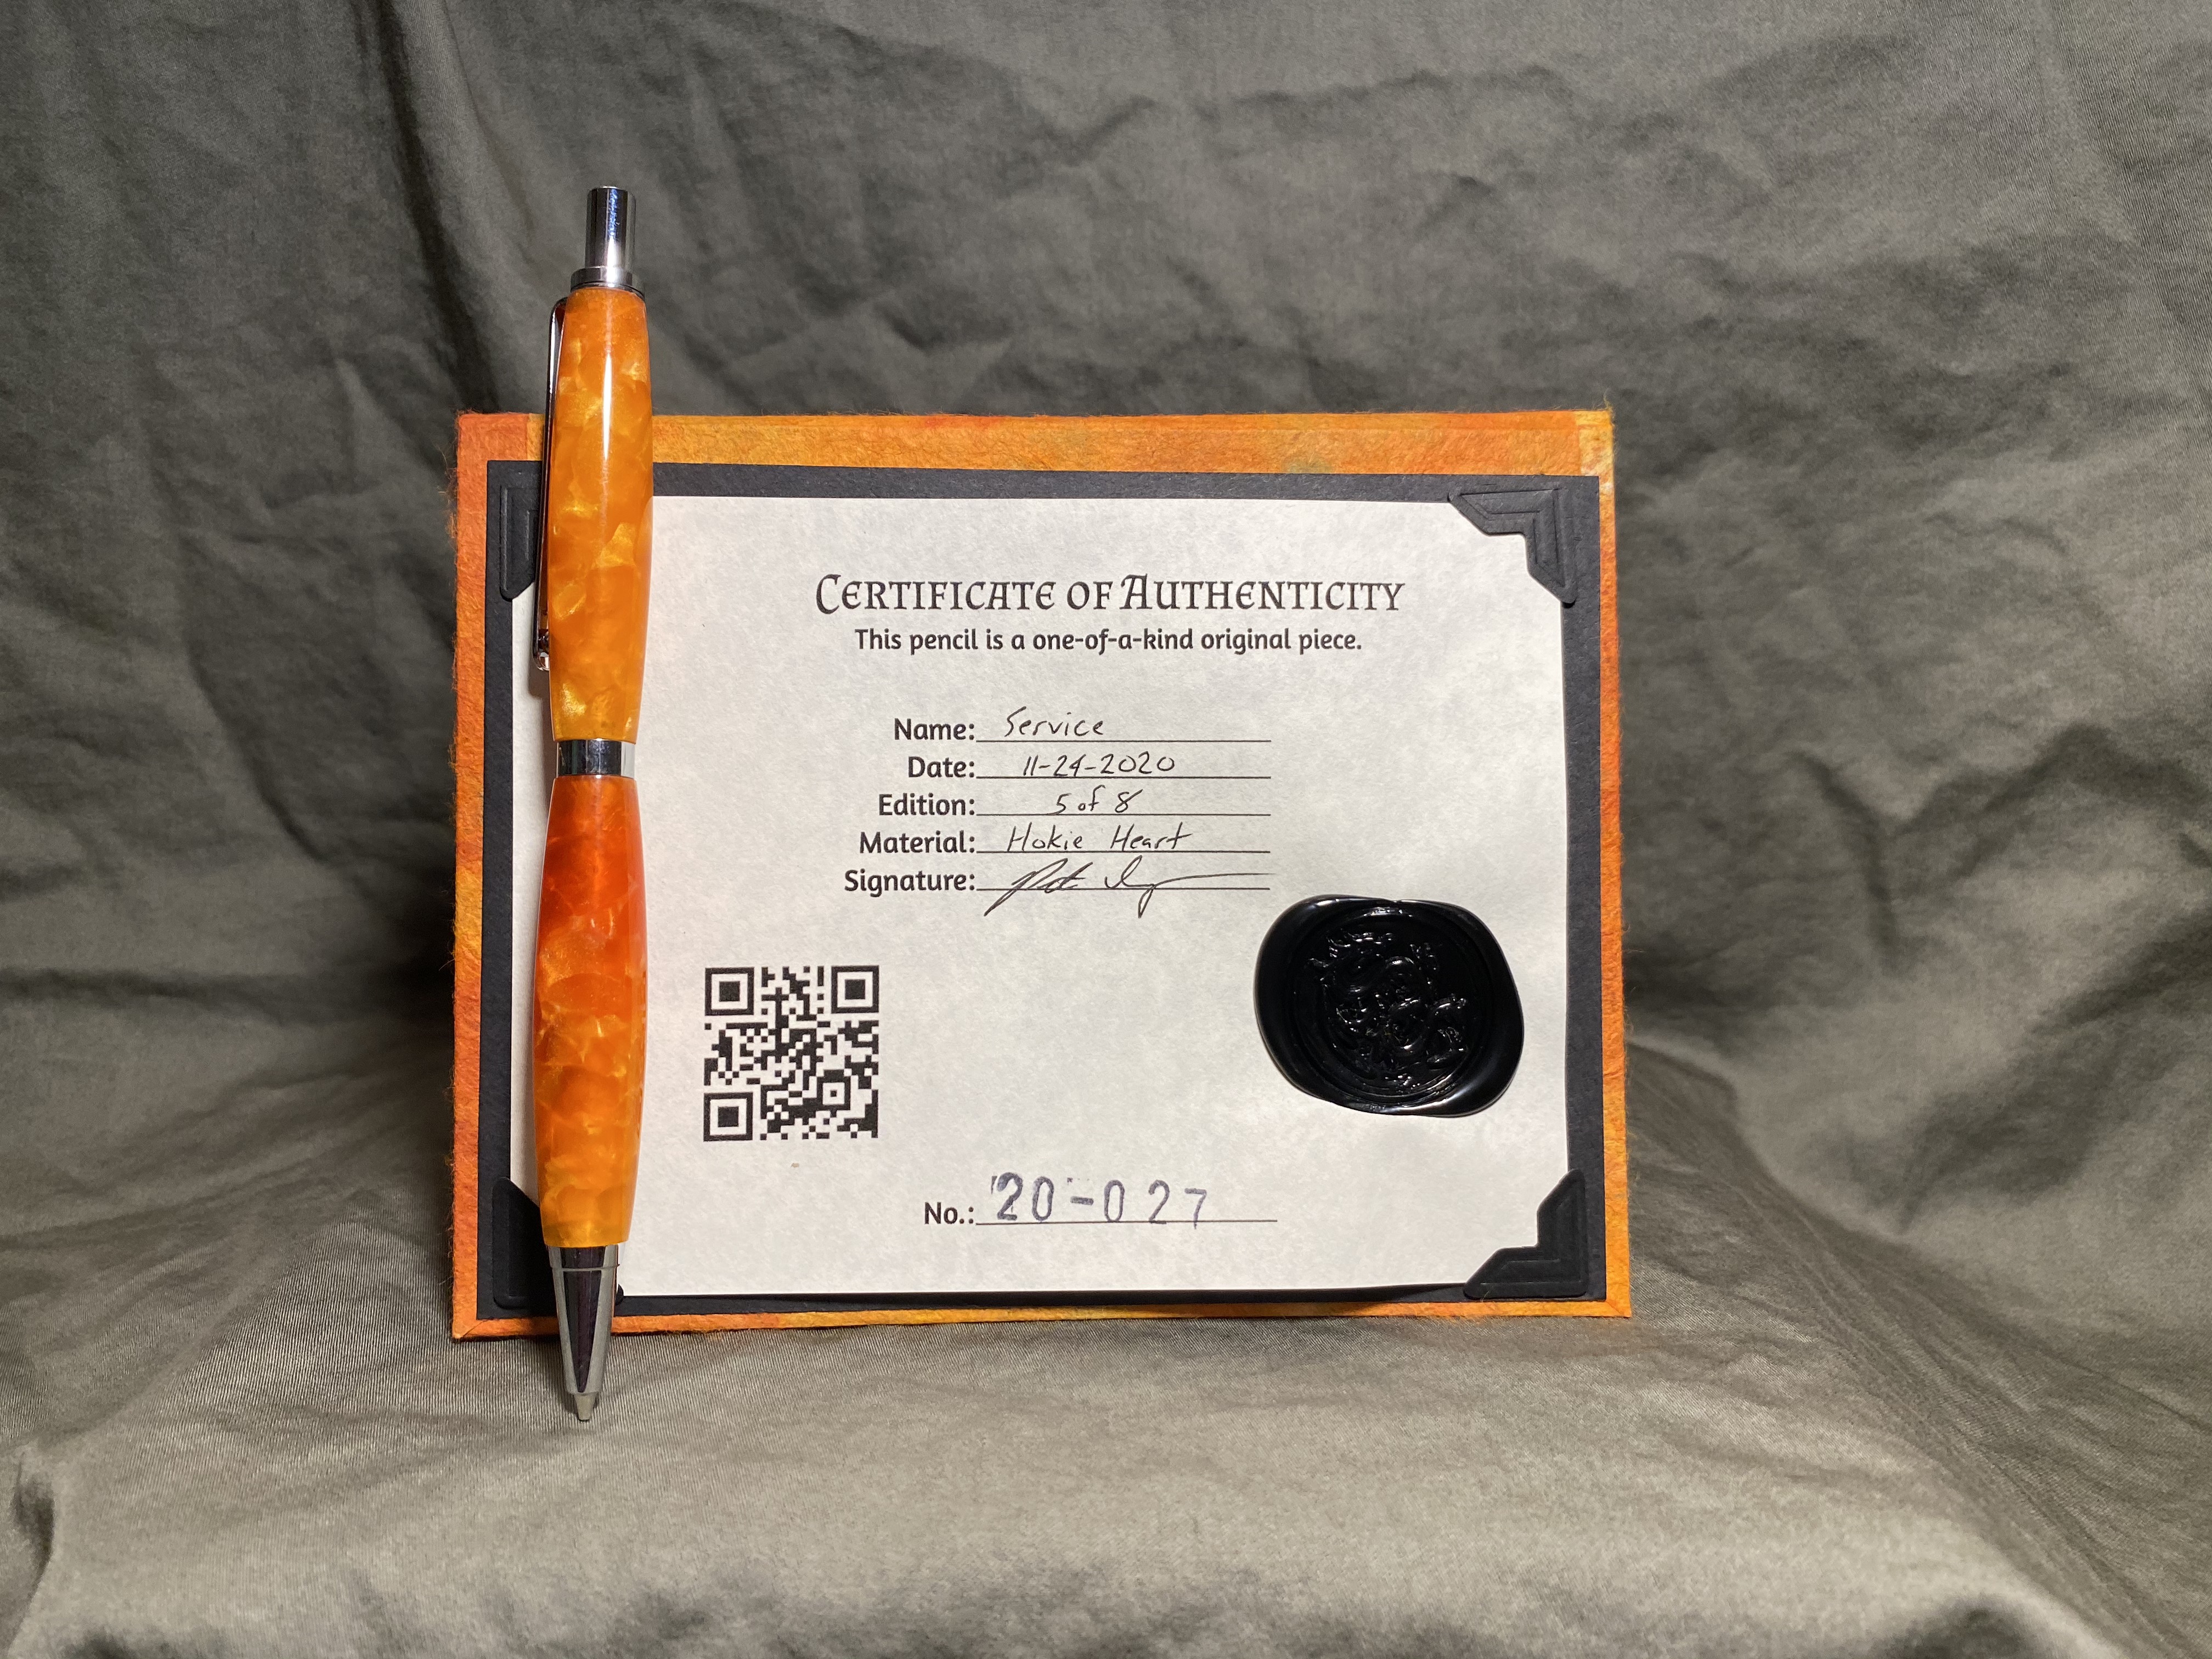 CERTIFICATE OF AUTHENTICITY
This pencil is a one-of-a-kind original piece.
Name: Service
Date: 11-24-2020
Edition: 5 of 8
Material: Hokie Heart
Signature:
No.: 20-027